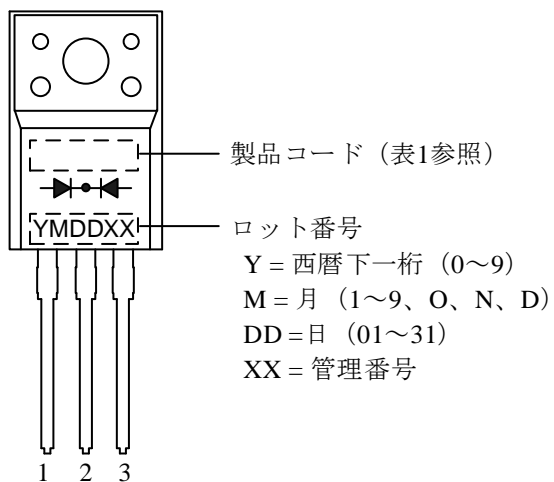 製品コード（表1参照）
YMDDXX
ロット番号
Y = 西暦下一桁（0～9）
M = 月（1～9、O、N、D）
DD =日（01～31）
XX = 管理番号
1 2 3